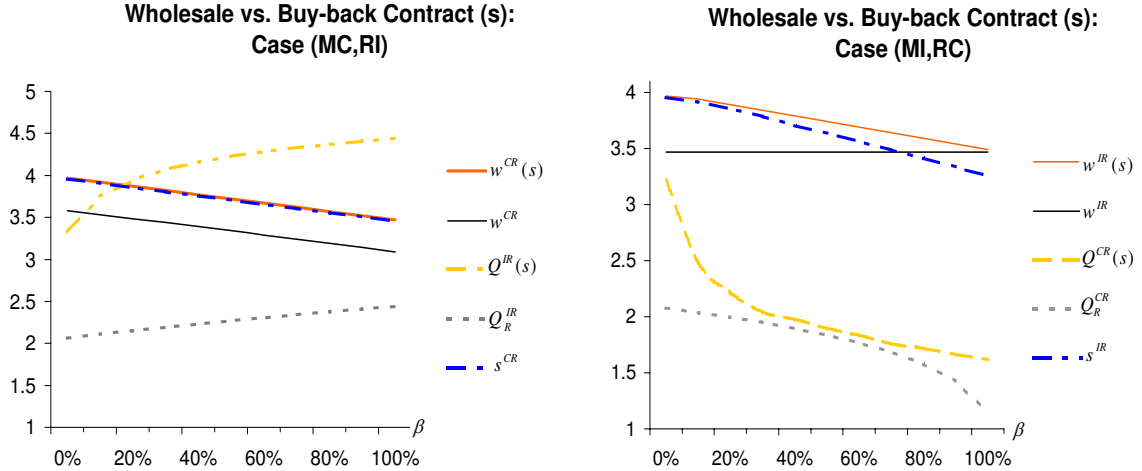 Wholesale vs. Buy-back Contract (s):
Case (MC,RI)
5
4.5
4
3.5
3
2.5
2
1.5
1
0% 20% 40% 60% 80% 100%
β
w^{CR}(s)
w^{CR}
Q^{IR}(s)
Q_R^{IR}
s^{CR}
Wholesale vs. Buy-back Contract (s):
Case (MI,RC)
4
3.5
3
2.5
2
1.5
1
0% 20% 40% 60% 80% 100%
β
w^{IR}(s)
w^{IR}
Q^{CR}(s)
Q_R^{CR}
s^{IR}